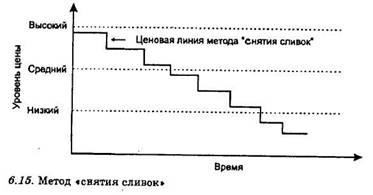 Высокий
← Ценовая линия метода "снятия сливок"
Средний
Низкий
Уровень цены
Время
6.15. Метод «снятия сливок»